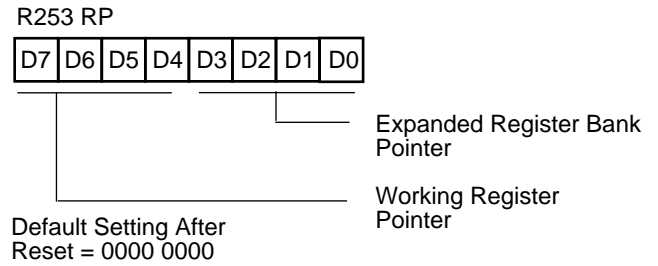 R253 RP
D7 D6 D5 D4 D3 D2 D1 D0
Expanded Register Bank
Pointer
Working Register
Pointer
Default Setting After
Reset = 0000 0000